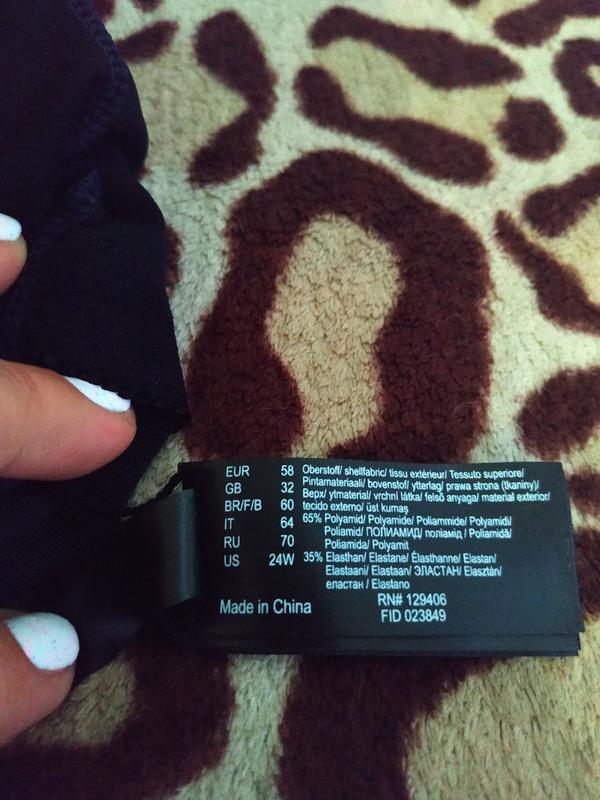 EUR 58
GB 32
BR/F/B 60
IT 64
RU 70
US 24W
Oberstoff/ shellfabric/ tissu extérieur/ Tessuto superiore/
Pintamateriaali/ bovenstof/ yttertag/ prawa strona (tkaniny)/
Верх/ ytmaterial/ vrchní látka/ felső anyaga/ material exterior/
tecido externo/ üst kumaş
65% Polyamid/ Polyamide/ Poliammide/ Polyamidi/
Poliamid/ ПОЛИАМИД/ поліамід / Poliamidă/
Poliamida/ Polyamit
35% Elasthan/ Elastane/ Élasthanne/ Elastan/
Elastaani/ Elastaan/ ЭЛАСТАН/ Elasztán/
еластан / Elastano
Made in China
RN# 129406
FID 023849